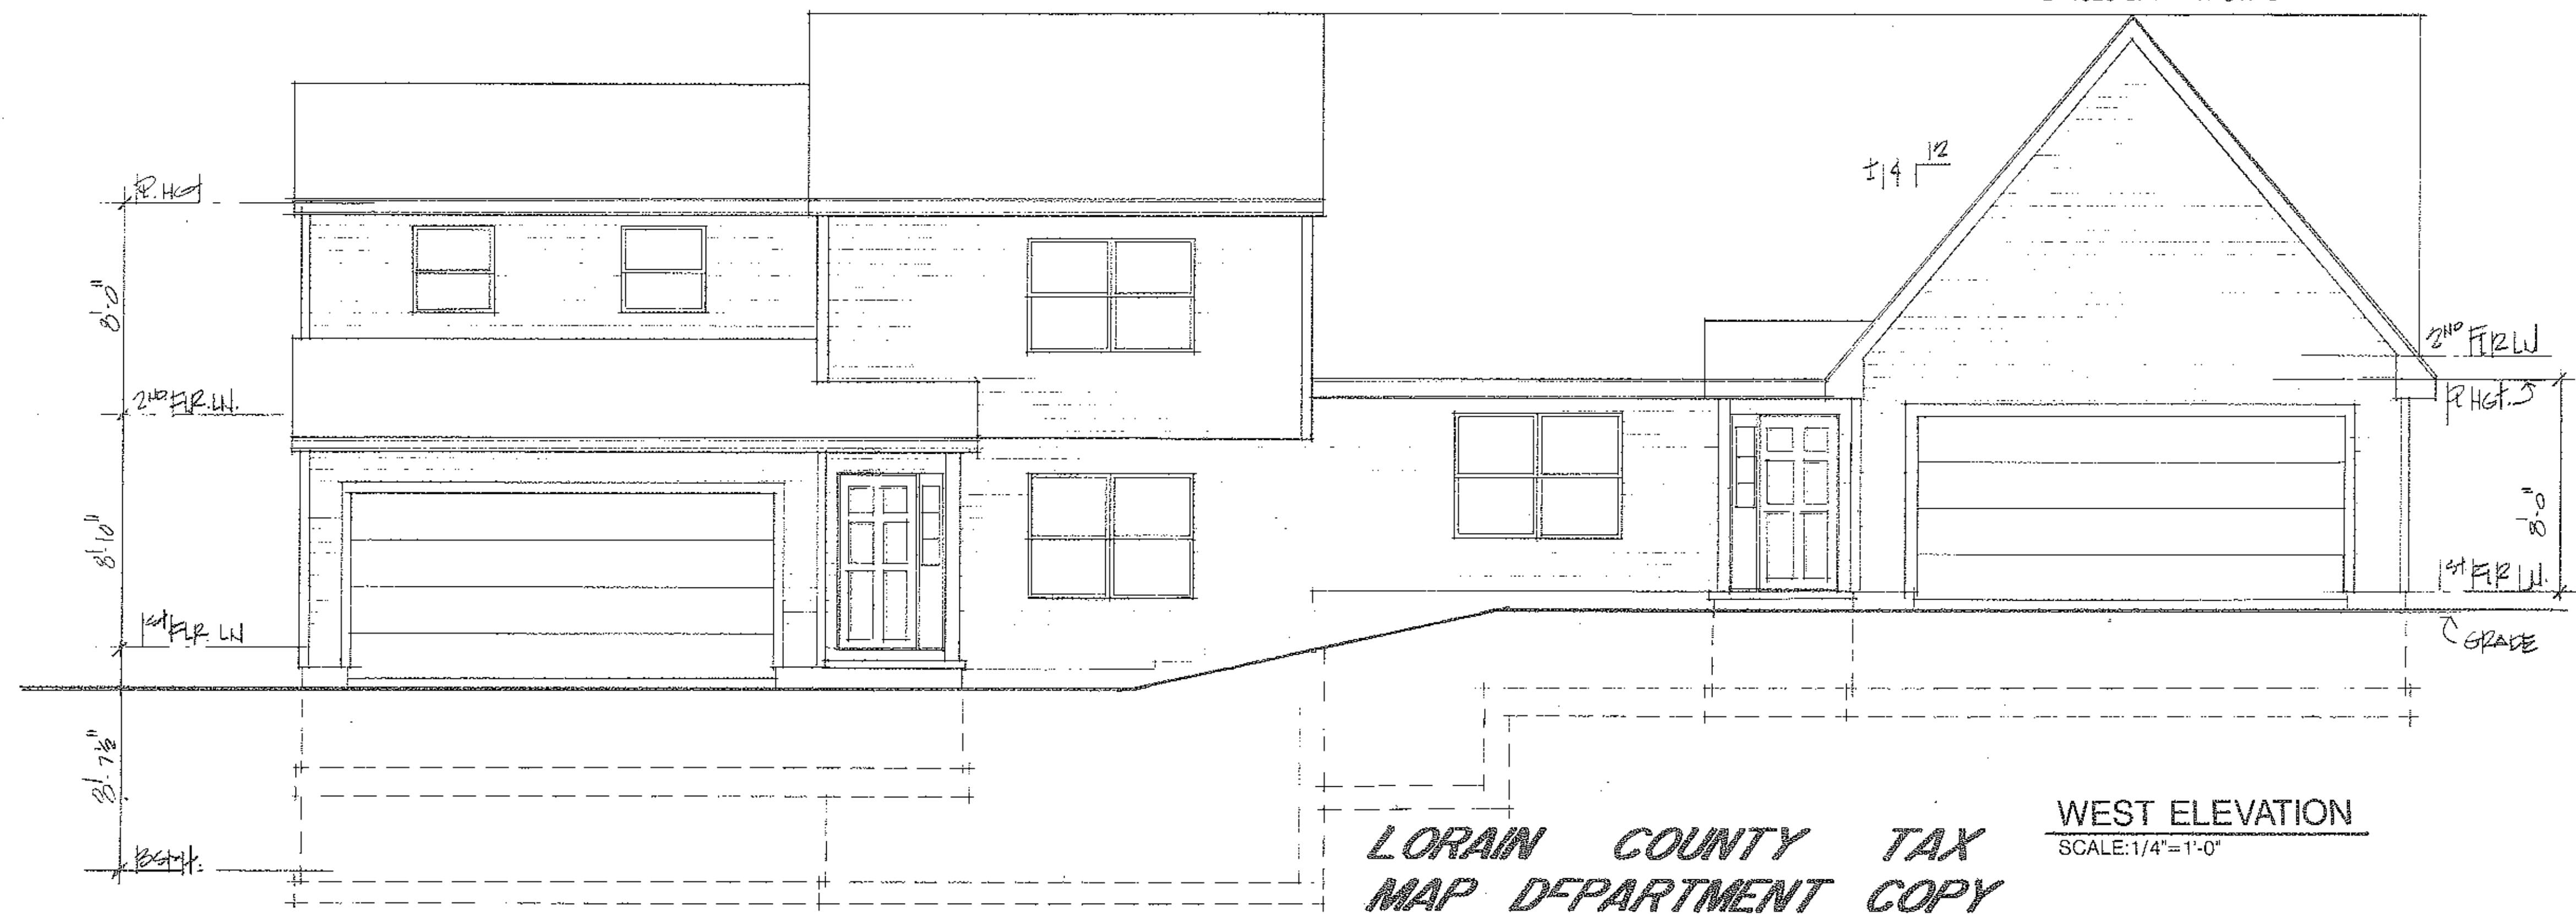 12
±14
℄.HGT
8'-0"
2ND FLR.LN.
8'-10"
1ST FLR. LN
8'-7½"
BSMT.
2ND FLR LN
℄ HGT.
8'-0"
1ST FLR LN.
GRADE
WEST ELEVATION
SCALE:1/4"=1'-0"
LORAIN COUNTY TAX
MAP DEPARTMENT COPY